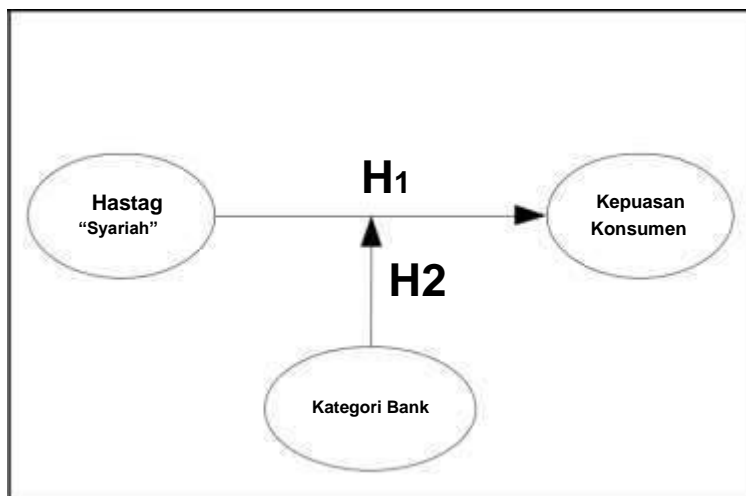 H1
Hastag
“Syariah”
Kepuasan
Konsumen
H2
Kategori Bank